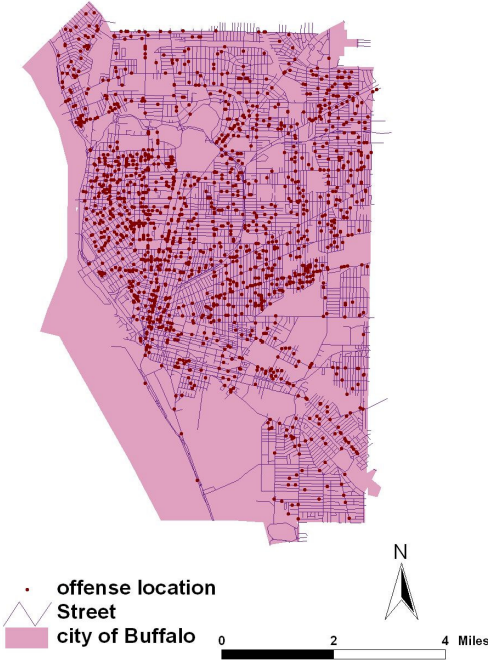 N
offense location
Street
city of Buffalo
0 2 4 Miles